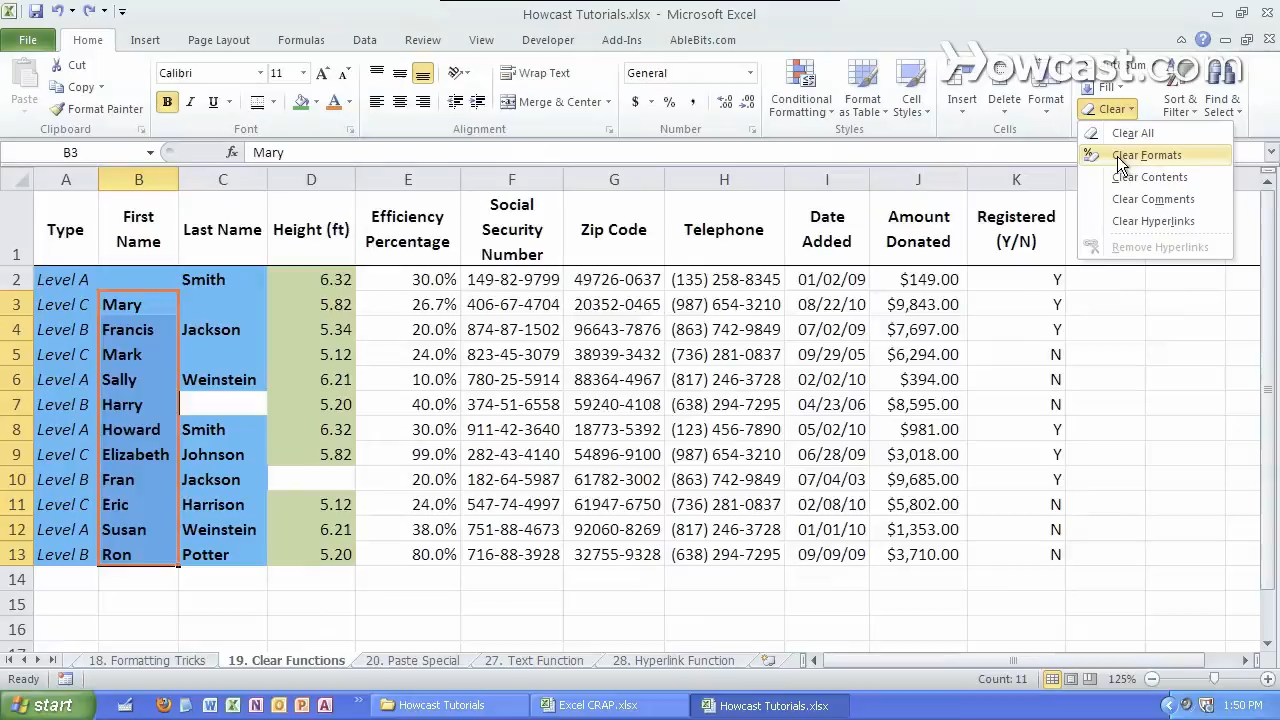 Howcast Tutorials.xlsx - Microsoft Excel
File Home Insert Page Layout Formulas Data Review View Developer Add-Ins AbleBits.com
Howcast.com
Cut
Copy
Format Painter
Paste
Clipboard
Calibri 11
B I U
Font
Wrap Text
Merge & Center
Alignment
General
$ % ,
Number
Conditional Formatting
Format as Table
Cell Styles
Styles
Insert Delete Format
Cells
Fill
Clear
Sort & Filter
Find & Select
Clear All
Clear Formats
Clear Contents
Clear Comments
Clear Hyperlinks
Remove Hyperlinks
B3 fx Mary
A B C D E F G H I J K
1 Type First Name Last Name Height (ft) Efficiency Percentage Social Security Number Zip Code Telephone Date Added Amount Donated Registered (Y/N)
2 Level A Smith 6.32 30.0% 149-82-9799 49726-0637 (135) 258-8345 01/02/09 $149.00 Y
3 Level C Mary 5.82 26.7% 406-67-4704 20352-0465 (987) 654-3210 08/22/10 $9,843.00 Y
4 Level B Francis Jackson 5.34 20.0% 874-87-1502 96643-7876 (863) 742-9849 07/02/09 $7,697.00 Y
5 Level C Mark 5.12 24.0% 823-45-3079 38939-3432 (736) 281-0837 09/29/05 $6,294.00 N
6 Level A Sally Weinstein 6.21 10.0% 780-25-5914 88364-4967 (817) 246-3728 02/02/10 $394.00 N
7 Level B Harry 5.20 40.0% 374-51-6558 59240-4108 (638) 294-7295 04/23/06 $8,595.00 N
8 Level A Howard Smith 6.32 30.0% 911-42-3640 18773-5392 (123) 456-7890 05/02/10 $981.00 Y
9 Level C Elizabeth Johnson 5.82 99.0% 282-43-4140 54896-9100 (987) 654-3210 06/28/09 $3,018.00 Y
10 Level B Fran Jackson 20.0% 182-64-5987 61782-3002 (863) 742-9849 07/04/03 $9,685.00 Y
11 Level C Eric Harrison 5.12 24.0% 547-74-4997 61947-6750 (736) 281-0837 02/08/10 $5,802.00 N
12 Level A Susan Weinstein 6.21 38.0% 751-88-4673 92060-8269 (817) 246-3728 01/01/10 $1,353.00 N
13 Level B Ron Potter 5.20 80.0% 716-88-3928 32755-9328 (638) 294-7295 09/09/09 $3,710.00 N
14
15
16
18. Formatting Tricks 19. Clear Functions 20. Paste Special 27. Text Function 28. Hyperlink Function
Ready Count: 11 125%
start Howcast Tutorials Excel CRAP.xlsx Howcast Tutorials.xlsx 1:50 PM